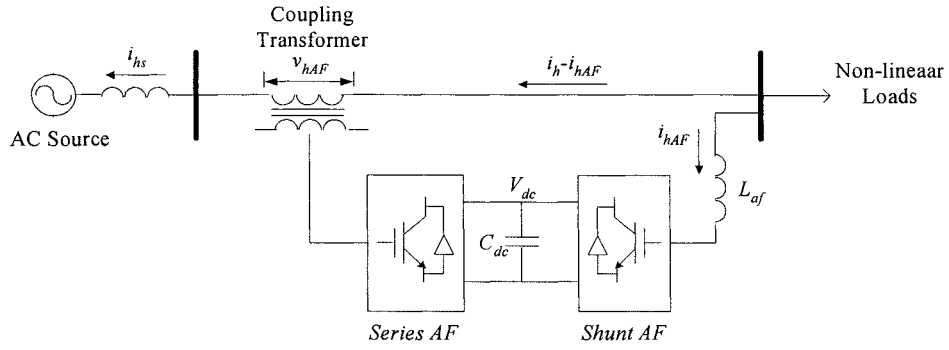 Coupling
Transformer
i_hs
v_hAF
i_h-i_hAF
Non-lineaar
Loads
AC Source
i_hAF
L_af
V_dc
C_dc
Series AF
Shunt AF